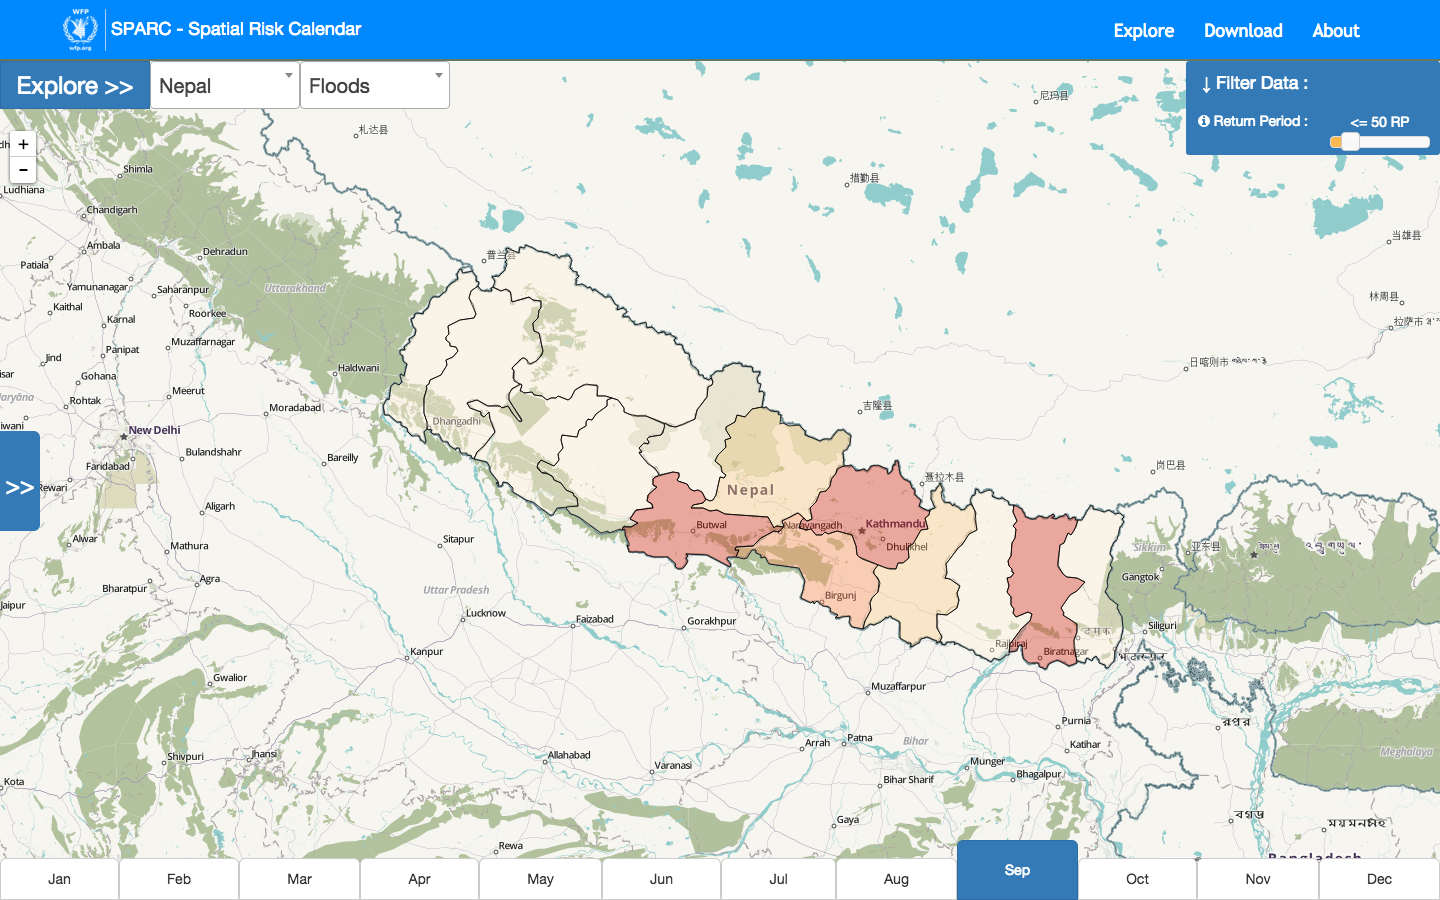 WFP
wfp.org
SPARC - Spatial Risk Calendar
Explore
Download
About
Explore >>
Nepal
Floods
↓ Filter Data :
Return Period :
<= 50 RP
+
-
>>
尼玛县
札达县
Shimla
Ludhiana
措勤县
Chandigarh
当雄县
Ambala
Dehradun
普兰县
Patiala
Yamunanagar
Saharanpur
Uttarakhand
林周县
Kaithal
Karnal
Roorkee
拉萨市
Panipat
Muzaffarnagar
Jind
日喀则市
Haldwani
Gohana
Meerut
Rohtak
Moradabad
吉隆县
Dhangadhi
New Delhi
Bulandshahr
Bareilly
Faridabad
岗巴县
聂拉木县
Rewari
Nepal
Aligarh
Butwal
Narayangadh
Kathmandu
Alwar
Mathura
Sitapur
Dhulikhel
Sikkim
亚东县
Bharatpur
Agra
Uttar Pradesh
Gangtok
Jaipur
Birgunj
Lucknow
Faizabad
Gorakhpur
Siliguri
Kanpur
Rajbiraj
Biratnagar
Gwalior
Muzaffarpur
Purnia
রংপুর
Patna
Bihar
Arrah
Katihar
Shivpuri
Jhansi
Allahabad
Varanasi
Munger
Bhagalpur
Meghalaya
Kota
Bihar Sharif
Gaya
বগুড়া
ময়মনসিংহ
Rewa
Bangladesh
Jan
Feb
Mar
Apr
May
Jun
Jul
Aug
Sep
Oct
Nov
Dec